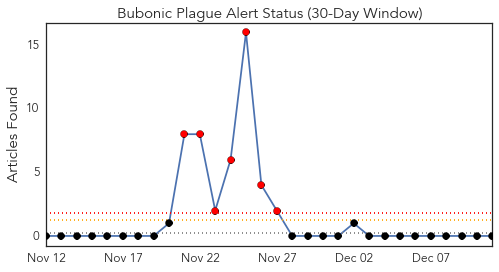 Bubonic Plague Alert Status (30-Day Window)
Articles Found
15
10
5
0
Nov 12 Nov 17 Nov 22 Nov 27 Dec 02 Dec 07